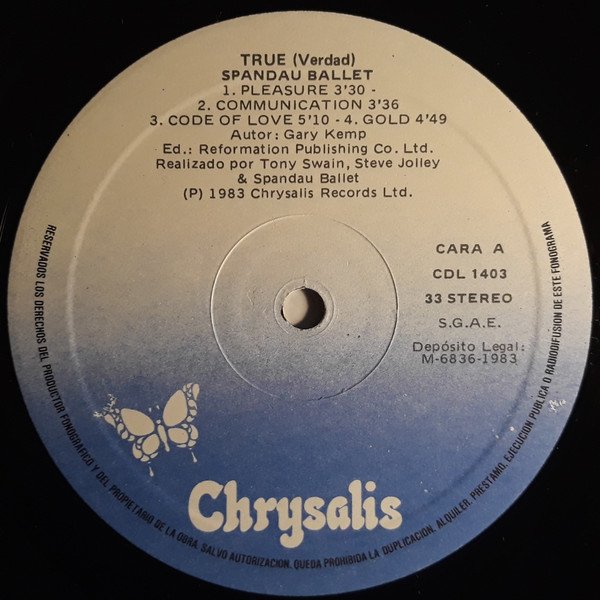 TRUE (Verdad)
SPANDAU BALLET
1. PLEASURE 3'30 -
2. COMMUNICATION 3'36
3. CODE OF LOVE 5'10 - 4. GOLD 4'49
Autor: Gary Kemp
Ed.: Reformation Publishing Co. Ltd.
Realizado por Tony Swain, Steve Jolley
& Spandau Ballet
(P) 1983 Chrysalis Records Ltd.
CARA A
CDL 1403
33 STEREO
S.G.A.E.
Depósito Legal:
M-6836-1983
Chrysalis
RESERVADOS LOS DERECHOS DEL PRODUCTOR FONOGRAFICO Y DEL PROPIETARIO DE LA OBRA. SALVO AUTORIZACION, QUEDA PROHIBIDA LA DUPLICACION, ALQUILER, PRESTAMO, EJECUCION PUBLICA O RADIODIFUSION DE ESTE FONOGRAMA